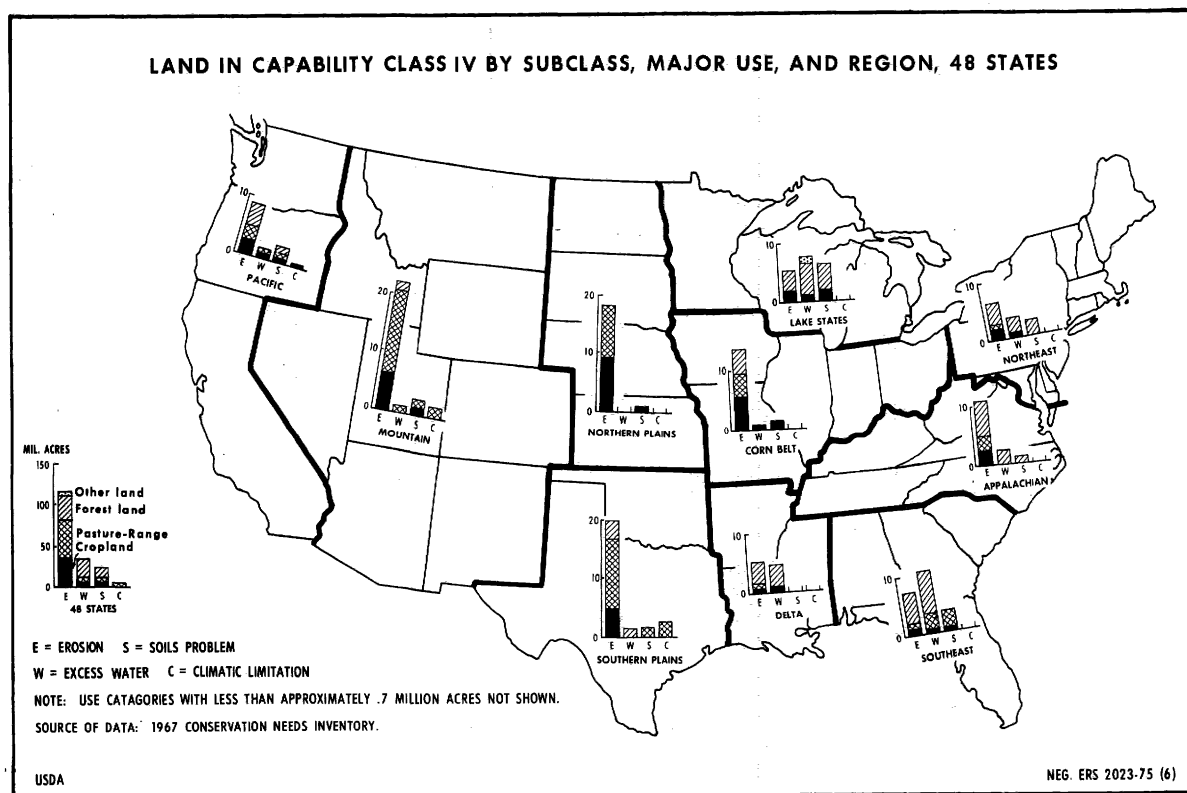 LAND IN CAPABILITY CLASS IV BY SUBCLASS, MAJOR USE, AND REGION, 48 STATES
10
0
E W S C
PACIFIC
20
10
0
E W S C
MOUNTAIN
20
10
0
E W S C
NORTHERN PLAINS
10
0
E W S C
LAKE STATES
10
0
E W S C
NORTHEAST
10
0
E W S C
CORN BELT
10
0
E W S C
APPALACHIAN
20
10
0
E W S C
SOUTHERN PLAINS
10
0
E W S C
DELTA
10
0
E W S C
SOUTHEAST
MIL. ACRES
150
100
50
0
Other land
Forest land
Pasture-Range
Cropland
E W S C
48 STATES
E = EROSION S = SOILS PROBLEM
W = EXCESS WATER C = CLIMATIC LIMITATION
NOTE: USE CATAGORIES WITH LESS THAN APPROXIMATELY .7 MILLION ACRES NOT SHOWN.
SOURCE OF DATA: 1967 CONSERVATION NEEDS INVENTORY.
USDA
NEG. ERS 2023-75 (6)